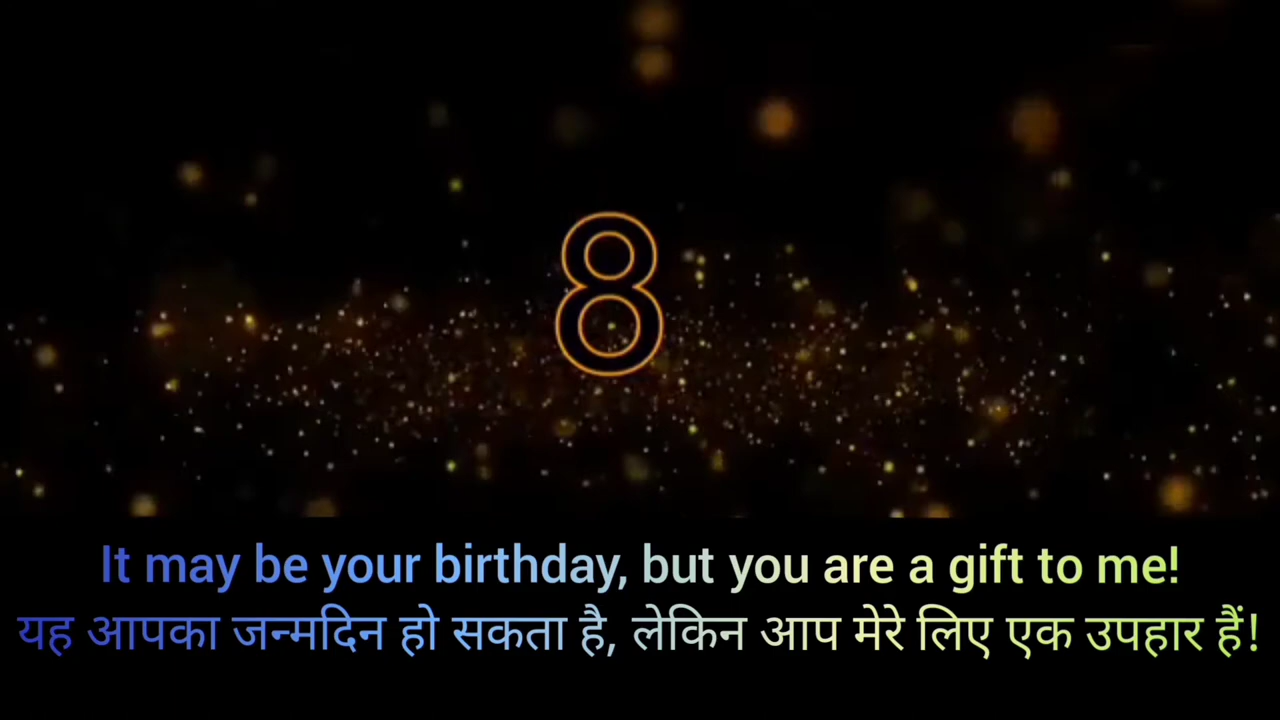 8
It may be your birthday, but you are a gift to me!
यह आपका जन्मदिन हो सकता है, लेकिन आप मेरे लिए एक उपहार हैं!